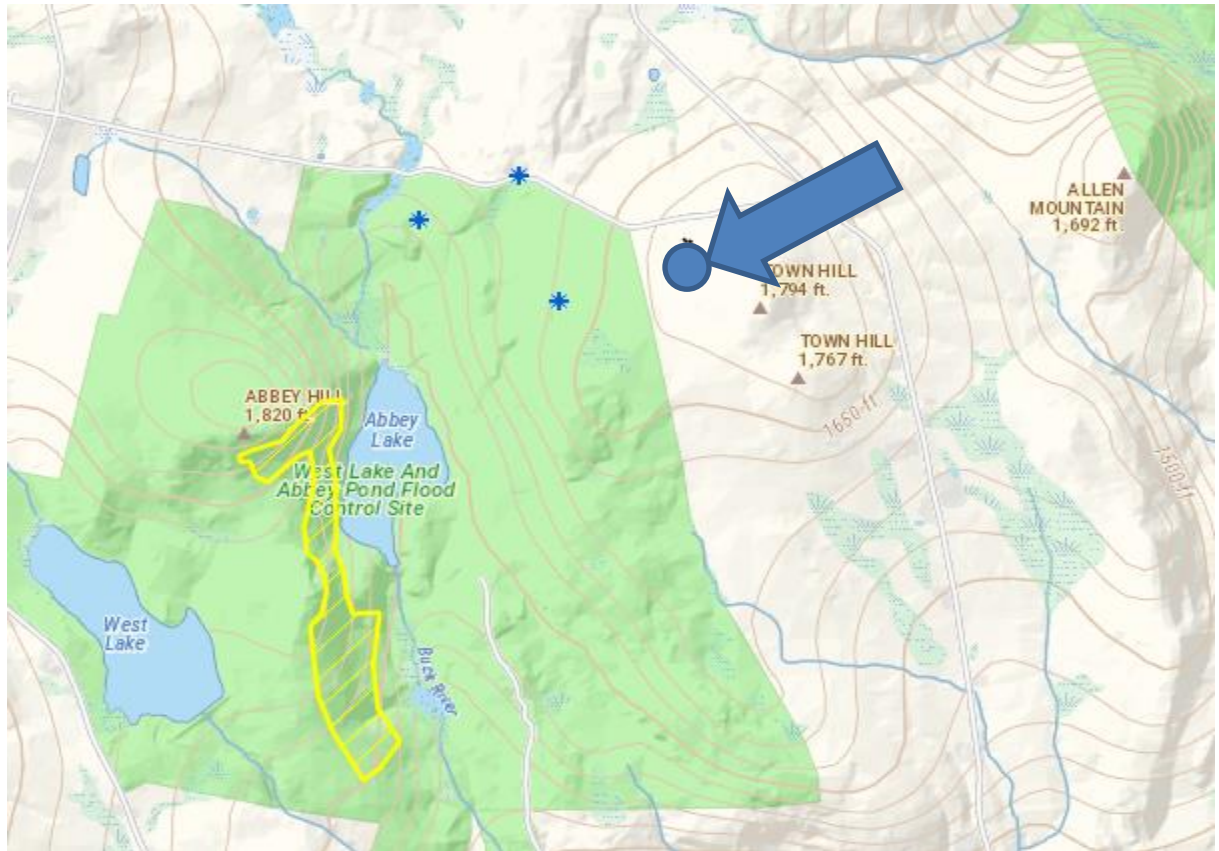 ALLEN
MOUNTAIN
1,692 ft.
TOWN HILL
1,794 ft.
TOWN HILL
1,767 ft.
ABBEY HILL
1,820 ft.
Abbey
Lake
1650-ft
West Lake And
Abbey Pond Flood
Control Site
1500-ft
West
Lake
Buck River